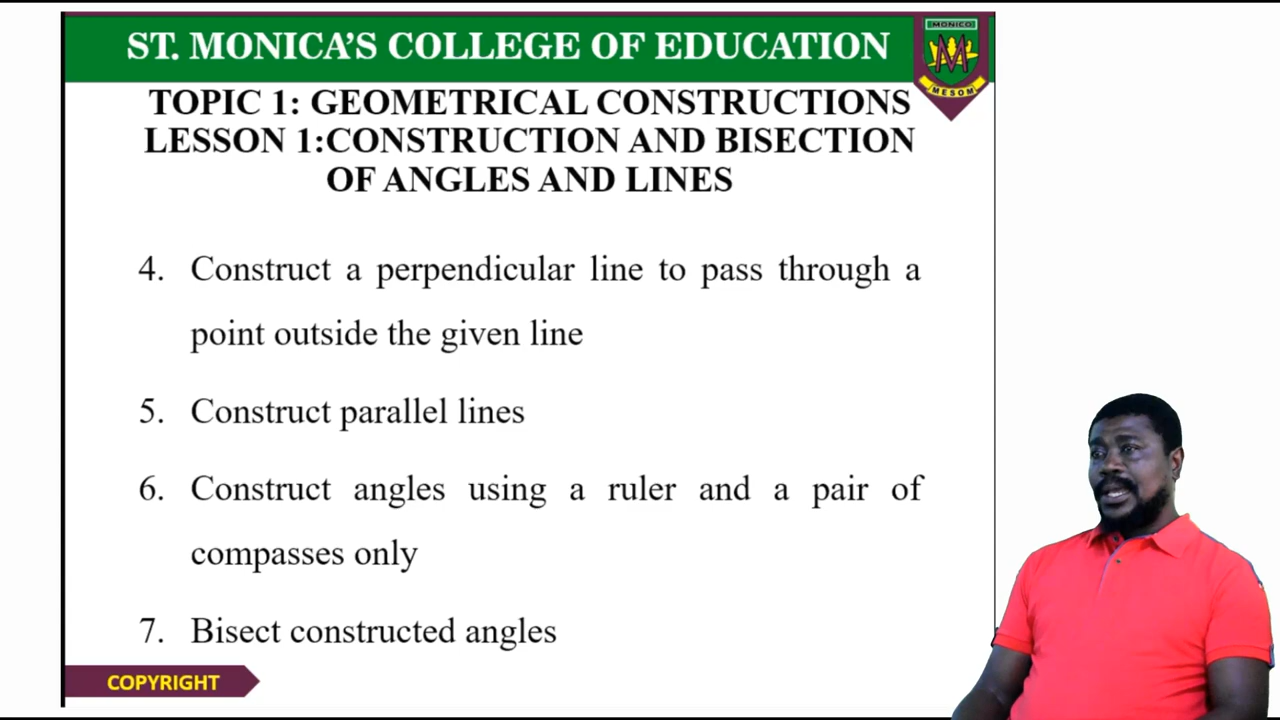 ST. MONICA'S COLLEGE OF EDUCATION
MONICO
M
MESOM
TOPIC 1: GEOMETRICAL CONSTRUCTIONS
LESSON 1:CONSTRUCTION AND BISECTION
OF ANGLES AND LINES
4. Construct a perpendicular line to pass through a
point outside the given line
5. Construct parallel lines
6. Construct angles using a ruler and a pair of
compasses only
7. Bisect constructed angles
COPYRIGHT